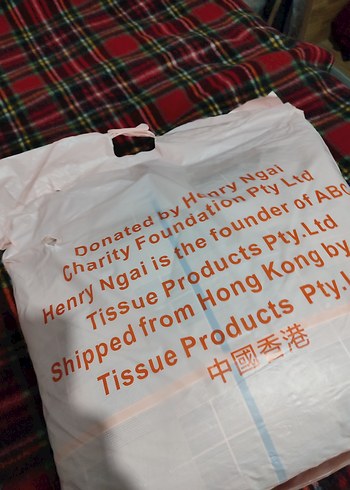 Donated by Henry Ngai
Charity Foundation Pty Ltd
Henry Ngai is the founder of ABC
Tissue Products Pty.Ltd
Shipped from Hong Kong by
Tissue Products Pty.
中國香港